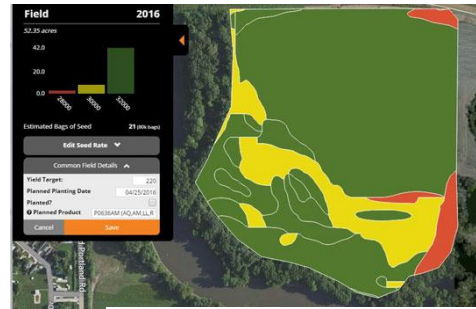 Field 2016
52.35 acres
42.0
20.0
0.0
28000 30000 32000
Estimated Bags of Seed 21 (80k bags)
Edit Seed Rate
Common Field Details
Yield Target: 220
Planned Planting Date 04/25/2016
Planted?
Planned Product P0636AM (AQ,AM,LL,R
Cancel Save
Portland Rd